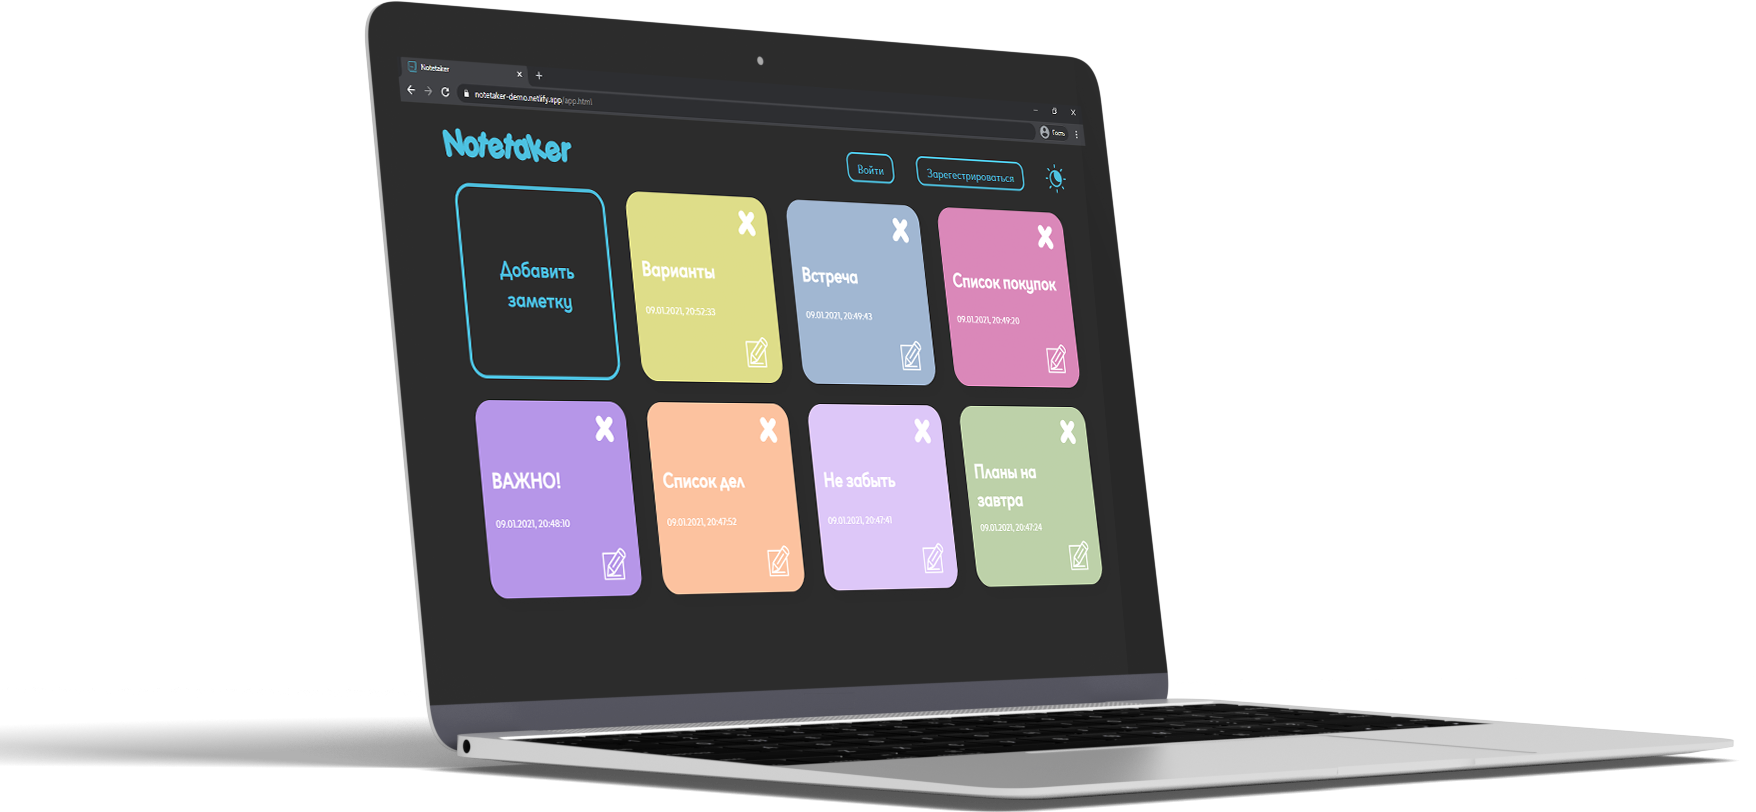 Notetaker
notetaker-demo.netlify.app/app.html
Гость
Notetaker
Войти
Зарегестрироваться
Добавить
заметку
Варианты
09.01.2021, 20:52:33
Встреча
09.01.2021, 20:49:43
Список покупок
09.01.2021, 20:49:20
ВАЖНО!
09.01.2021, 20:48:10
Список дел
09.01.2021, 20:47:52
Не забыть
09.01.2021, 20:47:41
Планы на
завтра
09.01.2021, 20:47:24